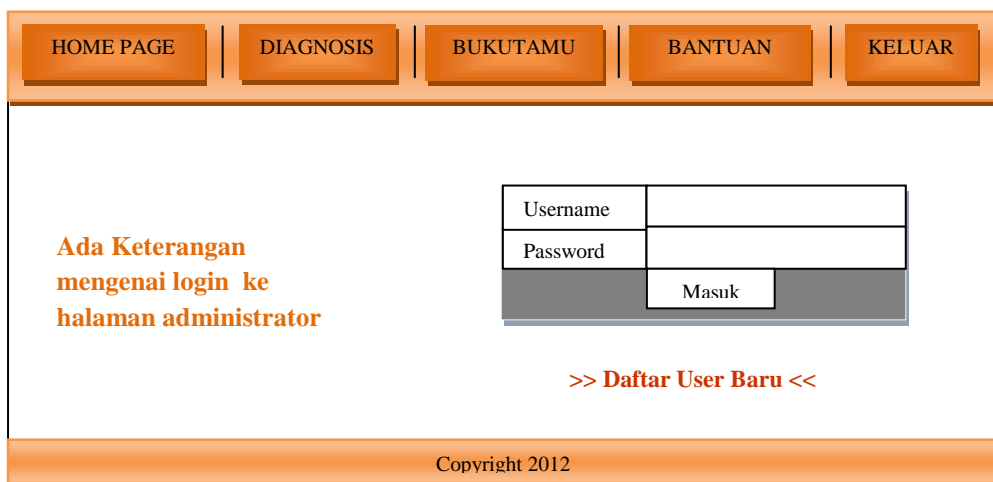 HOME PAGE
DIAGNOSIS
BUKUTAMU
BANTUAN
KELUAR
Username
Password
Masuk
Ada Keterangan
mengenai login ke
halaman administrator
>> Daftar User Baru <<
Copyright 2012